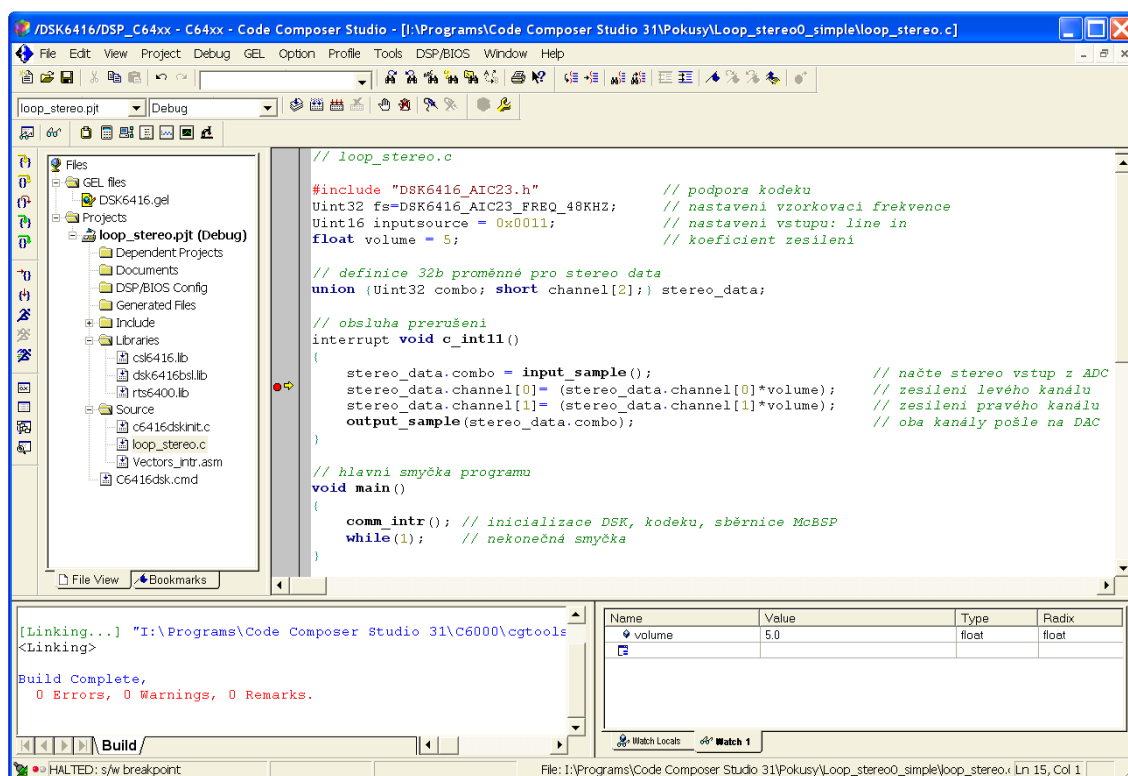 /DSK6416/DSP_C64xx - C64xx - Code Composer Studio - [I:\Programs\Code Composer Studio 31\Pokusy\Loop_stereo0_simple\loop_stereo.c]
File Edit View Project Debug GEL Option Profile Tools DSP/BIOS Window Help
loop_stereo.pjt Debug
Files
GEL files
DSK6416.gel
Projects
loop_stereo.pjt (Debug)
Dependent Projects
Documents
DSP/BIOS Config
Generated Files
Include
Libraries
csl6416.lib
dsk6416bsl.lib
rts6400.lib
Source
c6416dskinit.c
loop_stereo.c
Vectors_intr.asm
C6416dsk.cmd
File View Bookmarks
// loop_stereo.c
#include "DSK6416_AIC23.h" // podpora kodeku
Uint32 fs=DSK6416_AIC23_FREQ_48KHZ; // nastaveni vzorkovaci frekvence
Uint16 inputsource = 0x0011; // nastaveni vstupu: line in
float volume = 5; // koeficient zesílení
// definice 32b proměnné pro stereo data
union {Uint32 combo; short channel[2];} stereo_data;
// obsluha prerušení
interrupt void c_int11()
{
stereo_data.combo = input_sample(); // načte stereo vstup z ADC
stereo_data.channel[0]= (stereo_data.channel[0]*volume); // zesílení levého kanálu
stereo_data.channel[1]= (stereo_data.channel[1]*volume); // zesílení pravého kanálu
output_sample(stereo_data.combo); // oba kanály pošle na DAC
}
// hlavní smyčka programu
void main()
{
comm_intr(); // inicializace DSK, kodeku, sběrnice McBSP
while(1); // nekonečná smyčka
}
[Linking...] "I:\Programs\Code Composer Studio 31\C6000\cgtools
<Linking>
Build Complete,
0 Errors, 0 Warnings, 0 Remarks.
Build
Name Value Type Radix
volume 5.0 float float
Watch Locals Watch 1
HALTED: s/w breakpoint File: I:\Programs\Code Composer Studio 31\Pokusy\Loop_stereo0_simple\loop_stereo.c Ln 15, Col 1